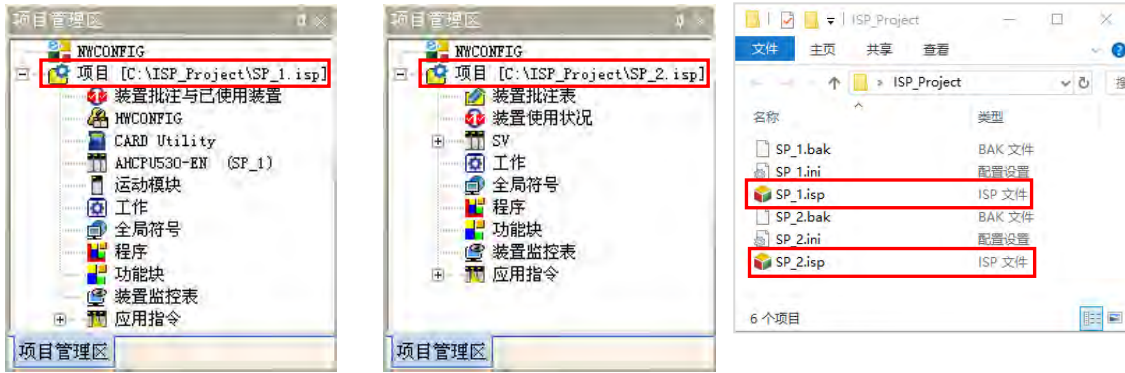 项目管理区
NWCONFIG
项目 [C:\ISP_Project\SP_1.isp]
装置批注与已使用装置
HWCONFIG
CARD Utility
AHCPU530-EN (SP_1)
运动模块
工作
全局符号
程序
功能块
装置监控表
应用指令
项目管理区
项目管理区
NWCONFIG
项目 [C:\ISP_Project\SP_2.isp]
装置批注表
装置使用状况
SV
工作
全局符号
程序
功能块
装置监控表
应用指令
项目管理区
ISP_Project
文件 主页 共享 查看
ISP_Project
名称 类型
SP_1.bak BAK 文件
SP_1.ini 配置设置
SP_1.isp ISP 文件
SP_2.bak BAK 文件
SP_2.ini 配置设置
SP_2.isp ISP 文件
6 个项目